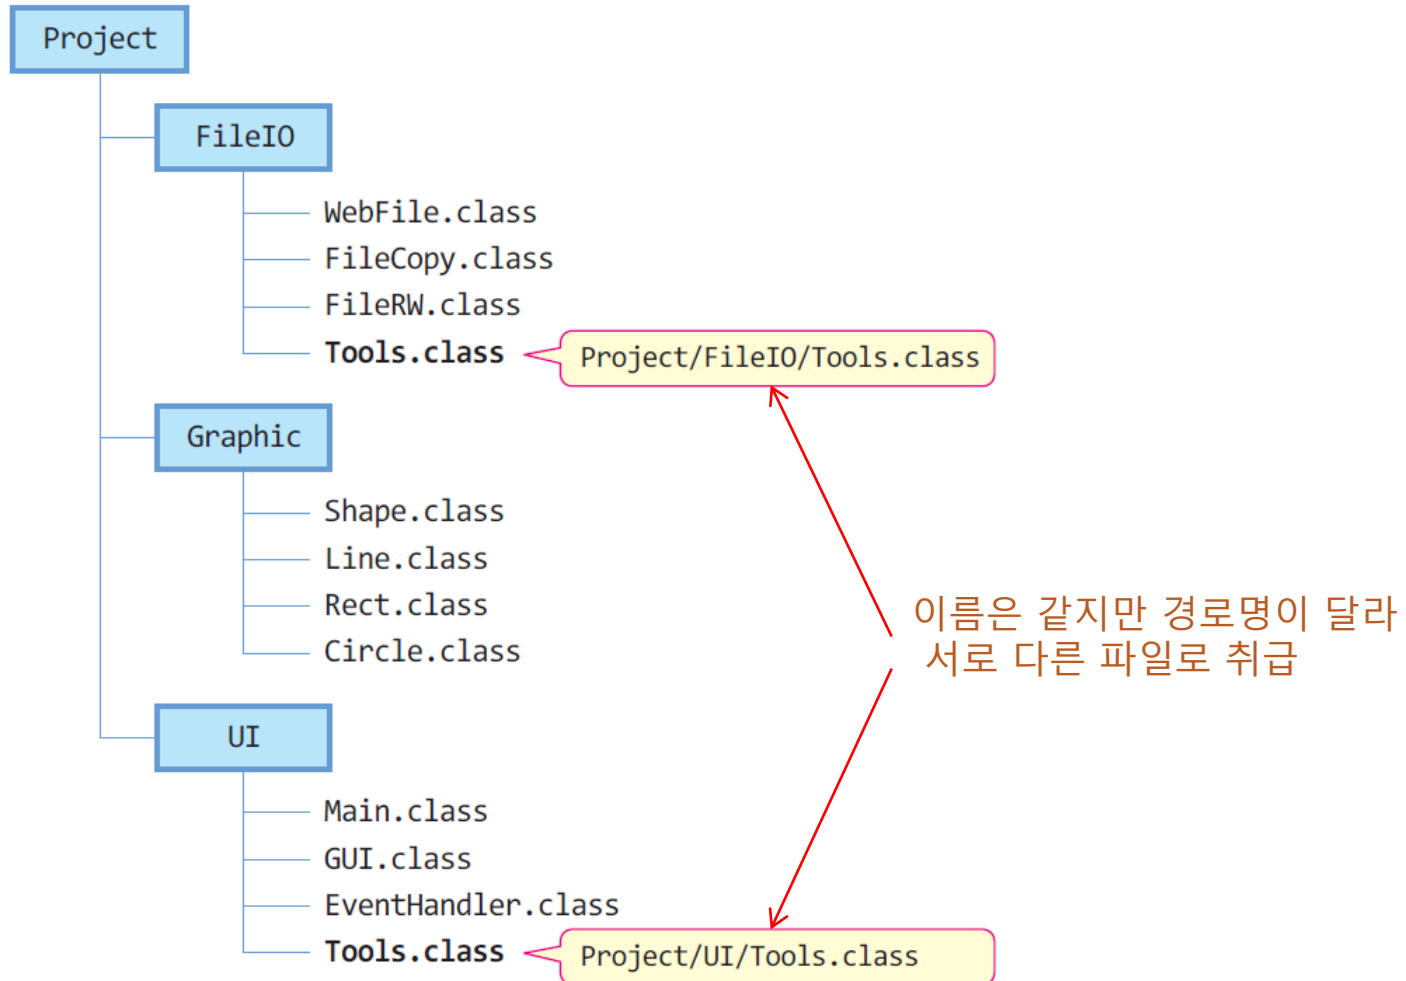 Project
FileIO
WebFile.class
FileCopy.class
FileRW.class
Tools.class
Project/FileIO/Tools.class
Graphic
Shape.class
Line.class
Rect.class
Circle.class
이름은 같지만 경로명이 달라
서로 다른 파일로 취급
UI
Main.class
GUI.class
EventHandler.class
Tools.class
Project/UI/Tools.class